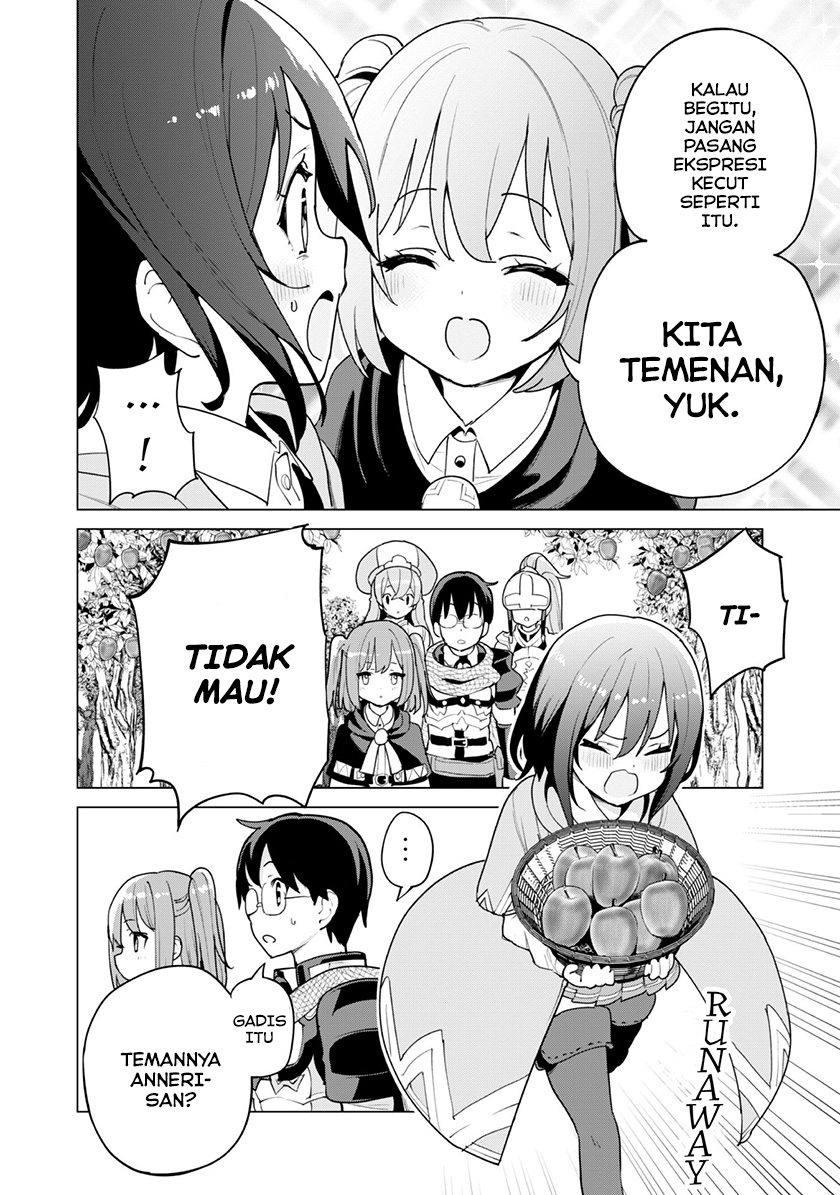 KALAU
BEGITU,
JANGAN
PASANG
EKSPRESI
KECUT
SEPERTI
ITU.
KITA
TEMENAN,
YUK.
...
!
TI-
TIDAK
MAU!
RUNAWAY
...
GADIS
ITU
TEMANNYA
ANNERI-
SAN?